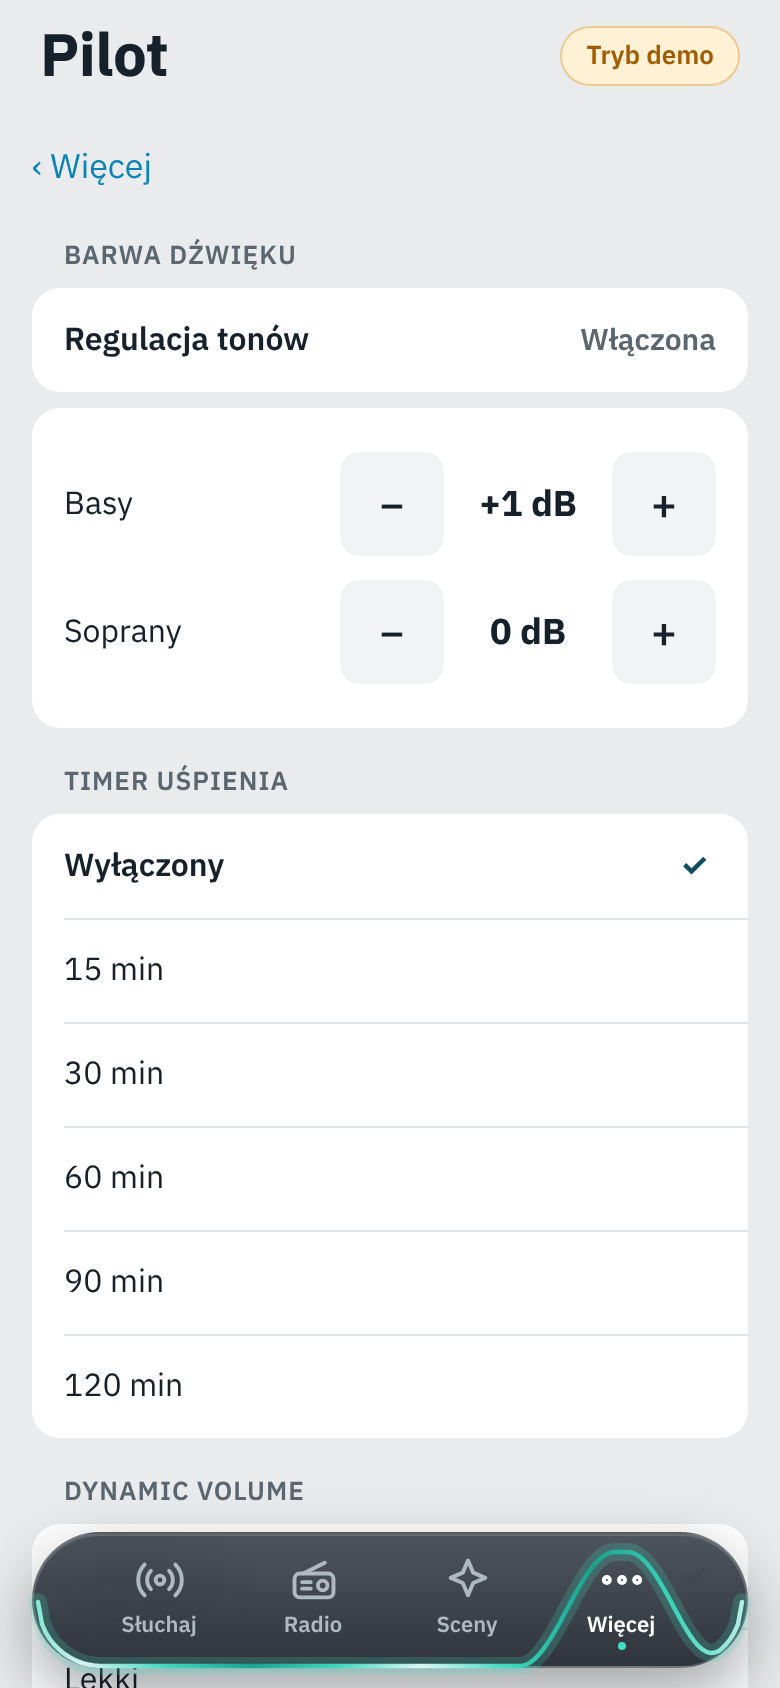 Pilot
Tryb demo
‹ Więcej
BARWA DŹWIĘKU
Regulacja tonów Włączona
Basy – +1 dB +
Soprany – 0 dB +
TIMER UŚPIENIA
Wyłączony
15 min
30 min
60 min
90 min
120 min
DYNAMIC VOLUME
Słuchaj Radio Sceny Więcej
Lekki